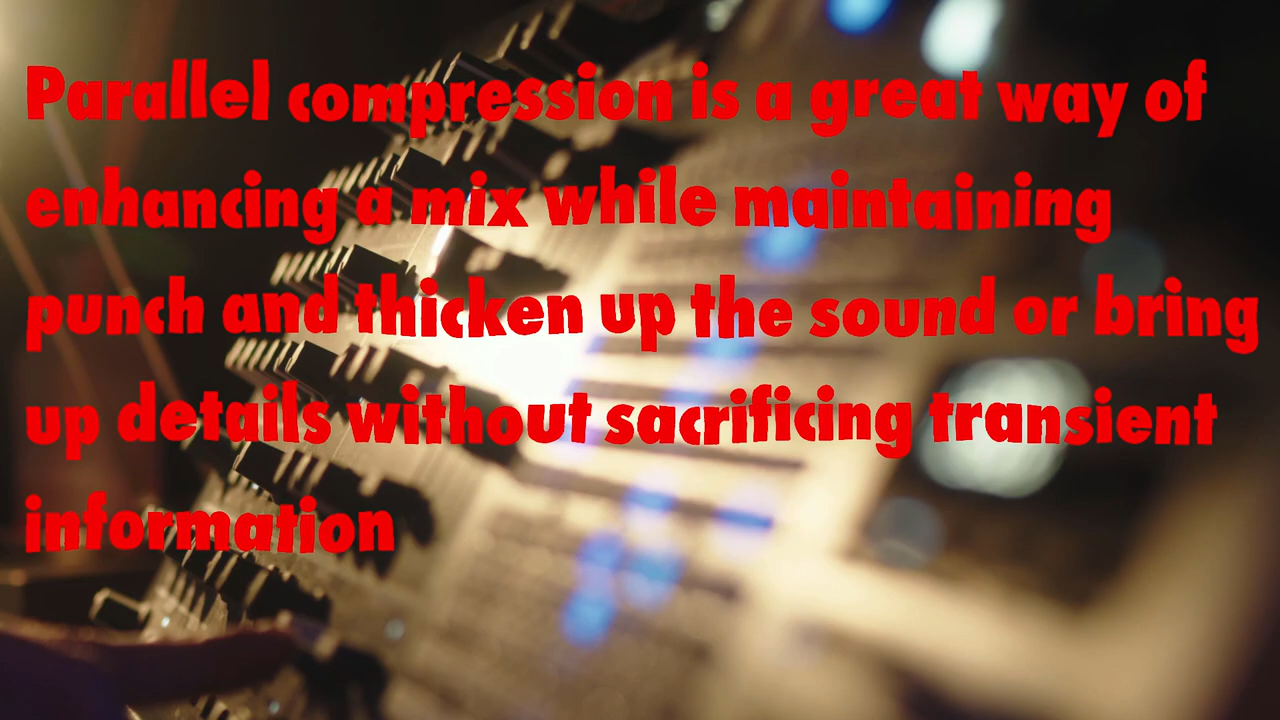 Parallel compression is a great way of
enhancing a mix while maintaining
punch and thicken up the sound or bring
up details without sacrificing transient
information